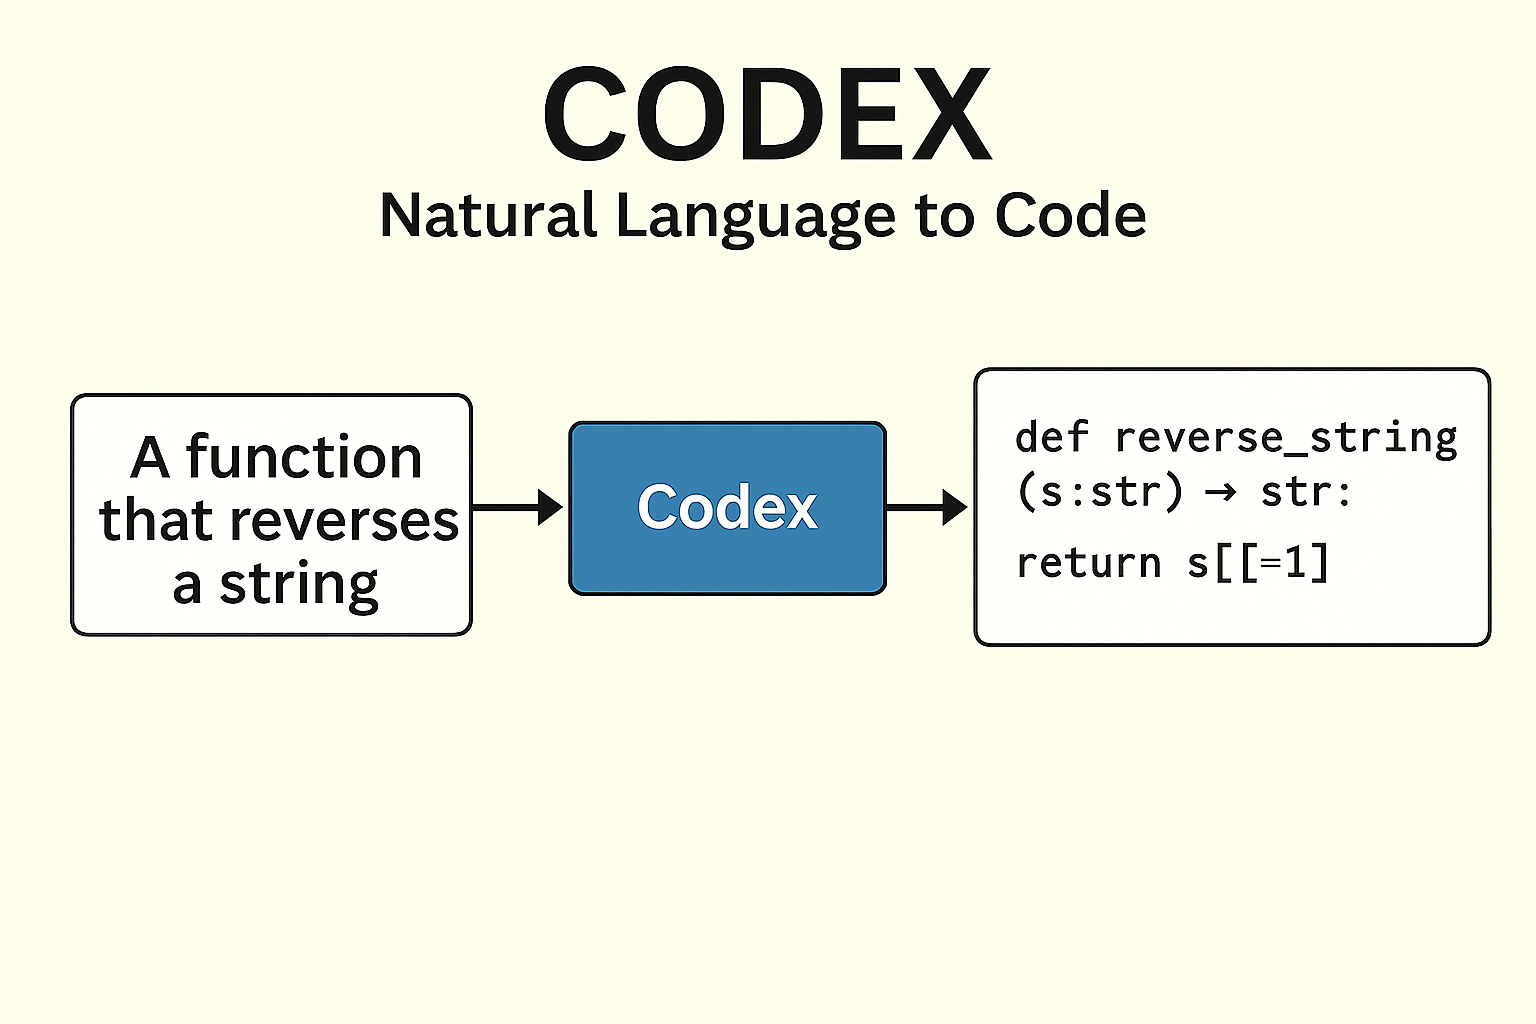 CODEX
Natural Language to Code
A function
that reverses
a string
Codex
def reverse_string
(s:str) → str:
return s[[=1]